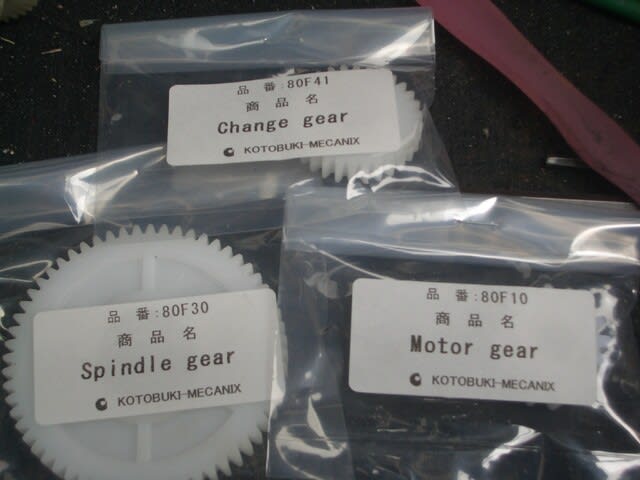 品 番:80F41
商 品 名
Change gear
KOTOBUKI-MECANIX
品 番:80F30
商 品 名
Spindle gear
KOTOBUKI-MECANIX
品 番:80F10
商 品 名
Motor gear
KOTOBUKI-MECANIX